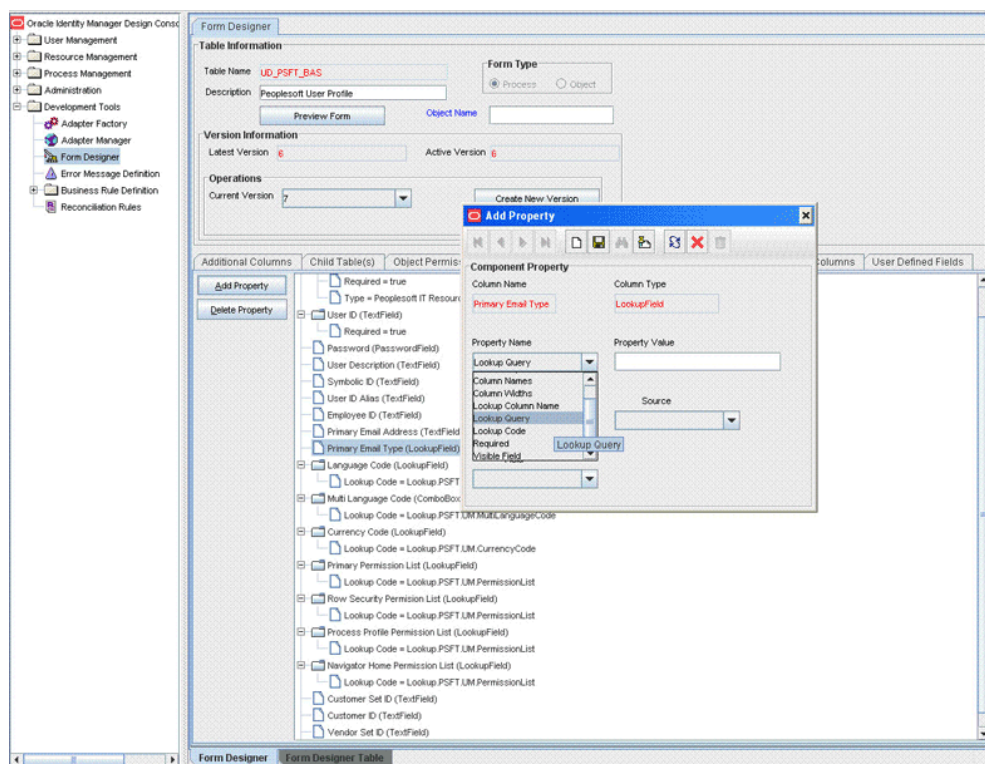 Oracle Identity Manager Design Consc
User Management
Resource Management
Process Management
Administration
Development Tools
Adapter Factory
Adapter Manager
Form Designer
Error Message Definition
Business Rule Definition
Reconciliation Rules
Form Designer
Table Information
Table Name UD_PSFT_BAS
Description Peoplesoft User Profile
Preview Form
Form Type
Process Object
Object Name
Version Information
Latest Version 6 Active Version 6
Operations
Current Version 7 Create New Version
Additional Columns Child Table(s) Object Permiss olumns User Defined Fields
Add Property
Delete Property
Required = true
Type = Peoplesoft IT Resourc
User ID (TextField)
Required = true
Password (PasswordField)
User Description (TextField)
Symbolic ID (TextField)
User ID Alias (TextField)
Employee ID (TextField)
Primary Email Address (TextField
Primary Email Type (LookupField)
Language Code (LookupField)
Lookup Code = Lookup.PSFT
Multi Language Code (ComboBox
Lookup Code = Lookup.PSFT.UM.MultiLanguageCode
Currency Code (LookupField)
Lookup Code = Lookup.PSFT.UM.CurrencyCode
Primary Permission List (LookupField)
Lookup Code = Lookup.PSFT.UM.PermissionList
Row Security Permision List (LookupField)
Lookup Code = Lookup.PSFT.UM.PermissionList
Process Profile Permission List (LookupField)
Lookup Code = Lookup.PSFT.UM.PermissionList
Navigator Home Permission List (LookupField)
Lookup Code = Lookup.PSFT.UM.PermissionList
Customer Set ID (TextField)
Customer ID (TextField)
Vendor Set ID (TextField)
Add Property
Component Property
Column Name Column Type
Primary Email Type LookupField
Property Name Property Value
Lookup Query
Column Names
Column Widths
Lookup Column Name
Lookup Query
Lookup Code
Required
Visible Field
Source
Lookup Query
Form Designer Form Designer Table